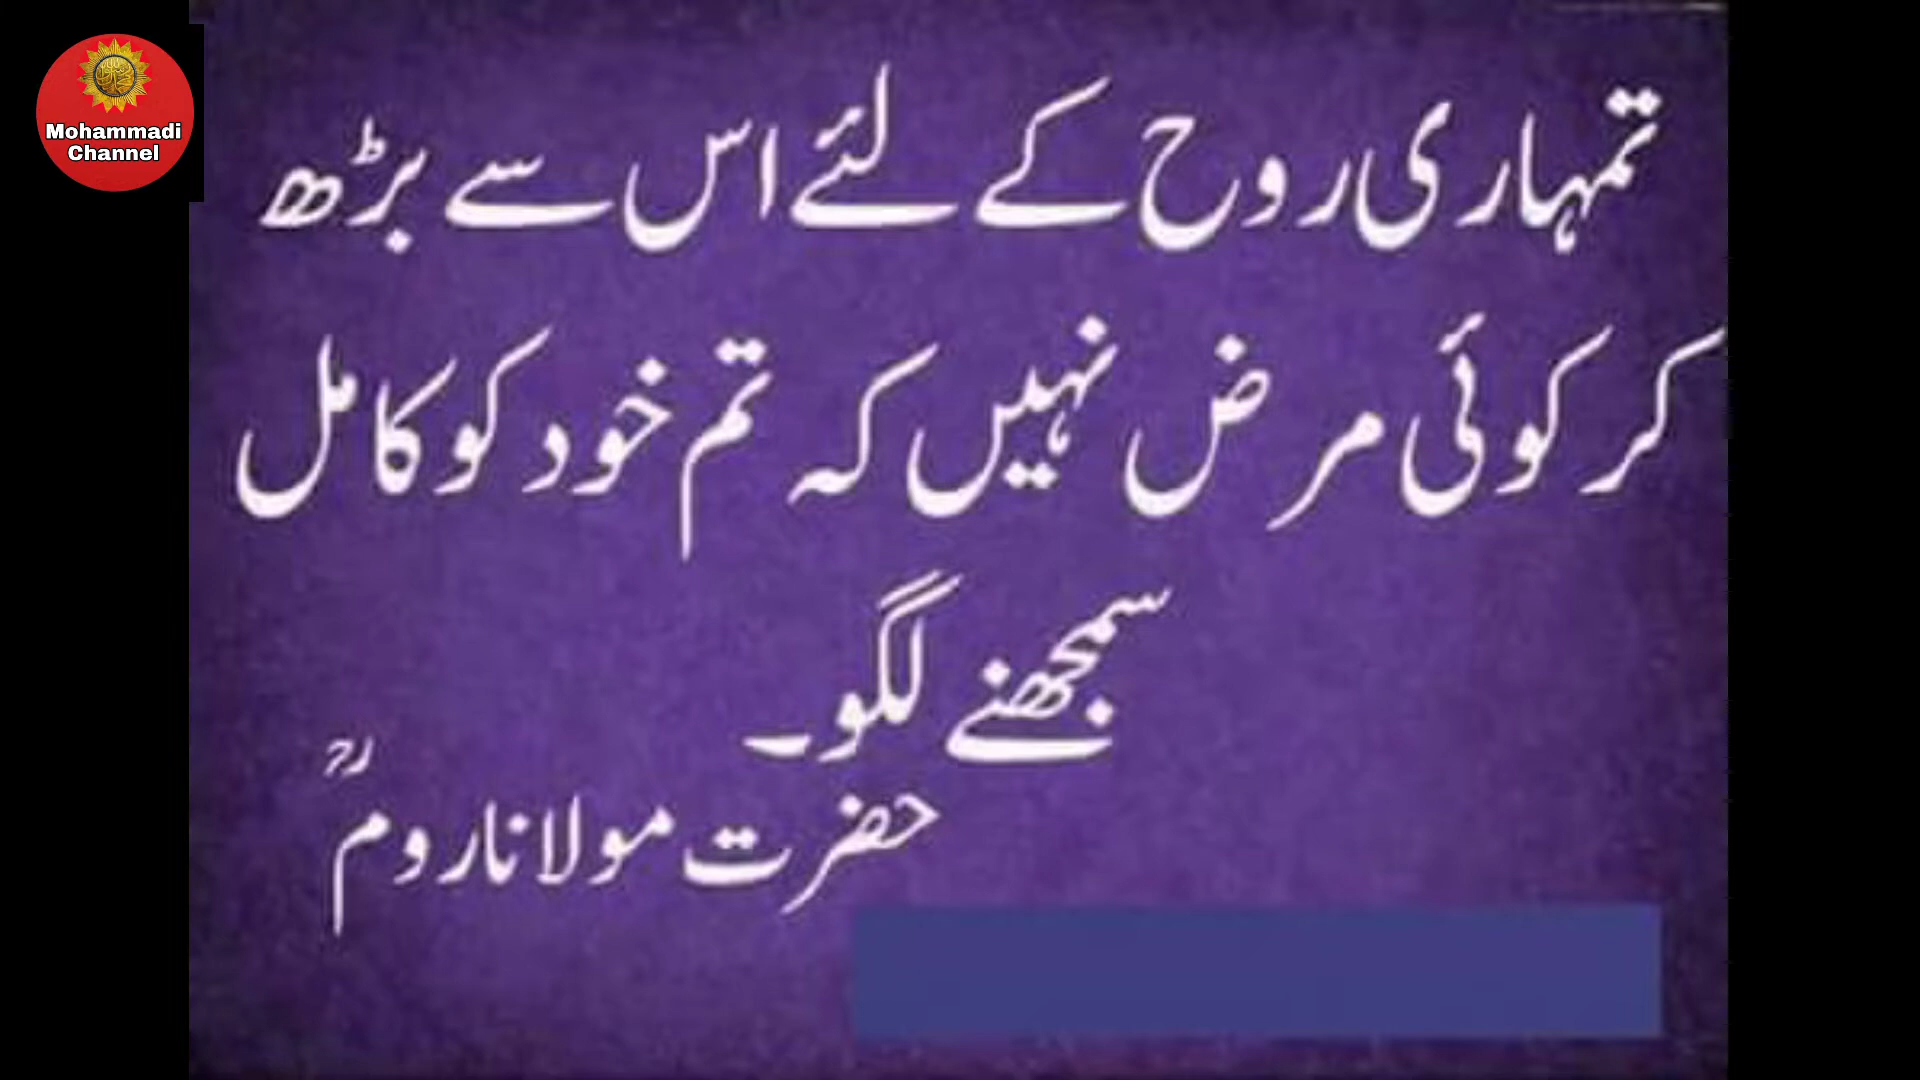 Mohammadi
Channel
تمہاری روح کے لئے اس سے بڑھ
کر کوئی مرض نہیں کہ تم خود کو کامل
سمجھنے لگو۔
حضرت مولانا رومؒ